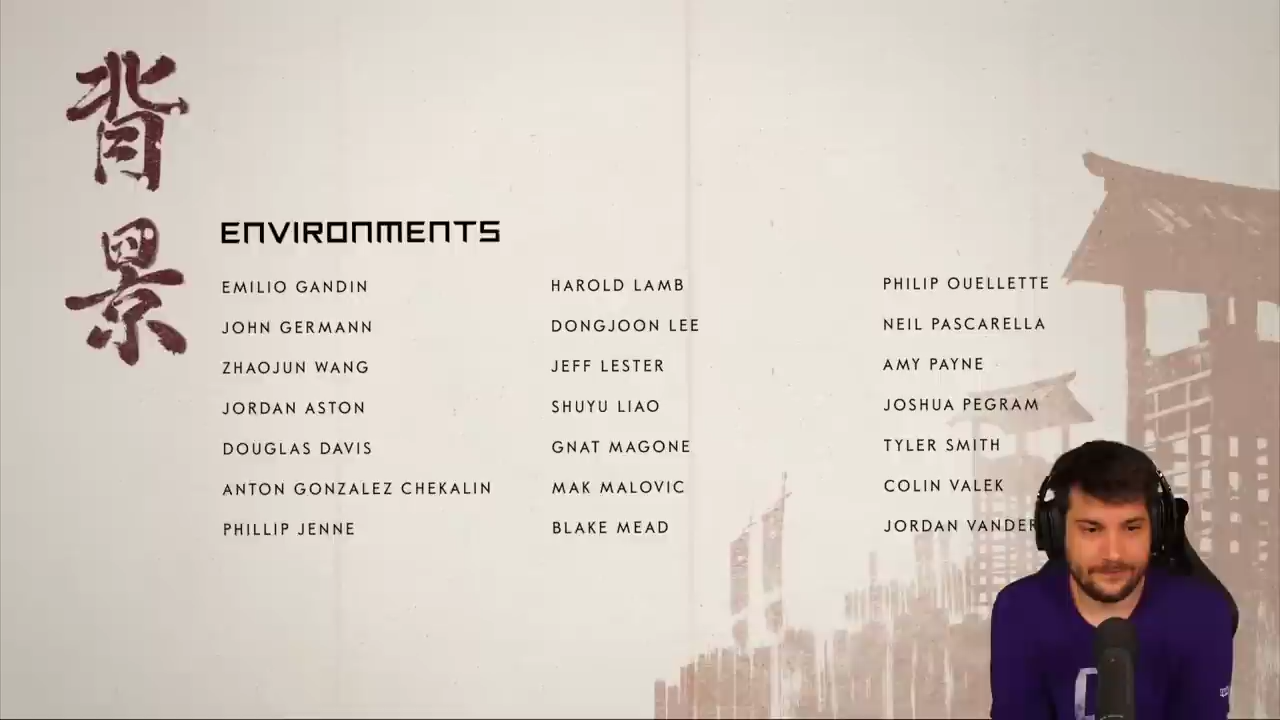 背景
ENVIRONMENTS
EMILIO GANDIN
JOHN GERMANN
ZHAOJUN WANG
JORDAN ASTON
DOUGLAS DAVIS
ANTON GONZALEZ CHEKALIN
PHILLIP JENNE
HAROLD LAMB
DONGJOON LEE
JEFF LESTER
SHUYU LIAO
GNAT MAGONE
MAK MALOVIC
BLAKE MEAD
PHILIP OUELLETTE
NEIL PASCARELLA
AMY PAYNE
JOSHUA PEGRAM
TYLER SMITH
COLIN VALEK
JORDAN